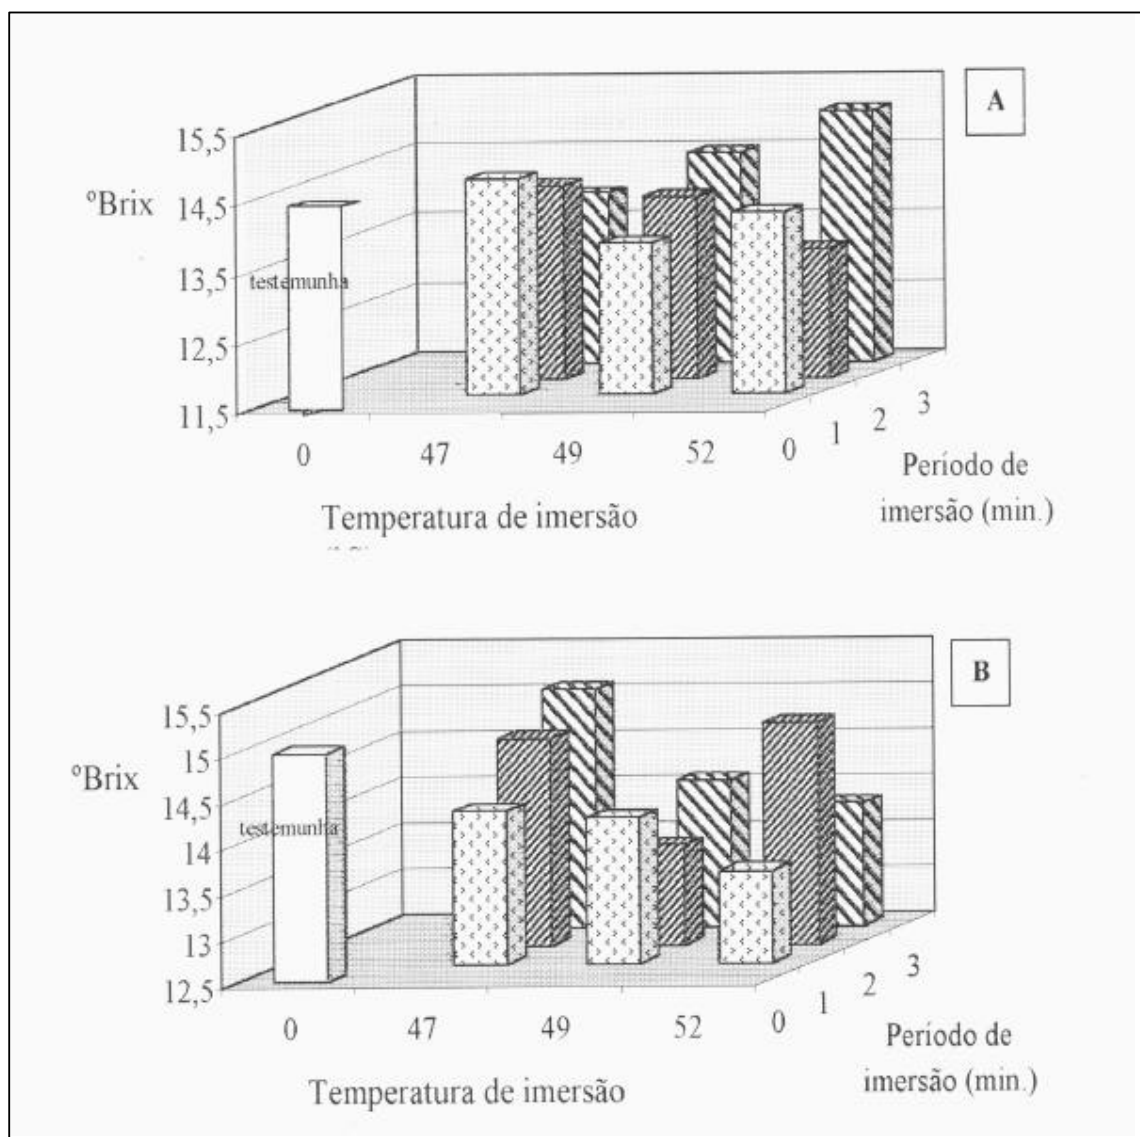 A
15,5
ºBrix
14,5
13,5
testemunha
12,5
11,5
0
47
49
52
0
1
2
3
Temperatura de imersão
Período de
imersão (min.)
B
15,5
15
ºBrix
14,5
testemunha
14
13,5
13
12,5
0
47
49
52
0
1
2
3
Temperatura de imersão
Período de
imersão (min.)